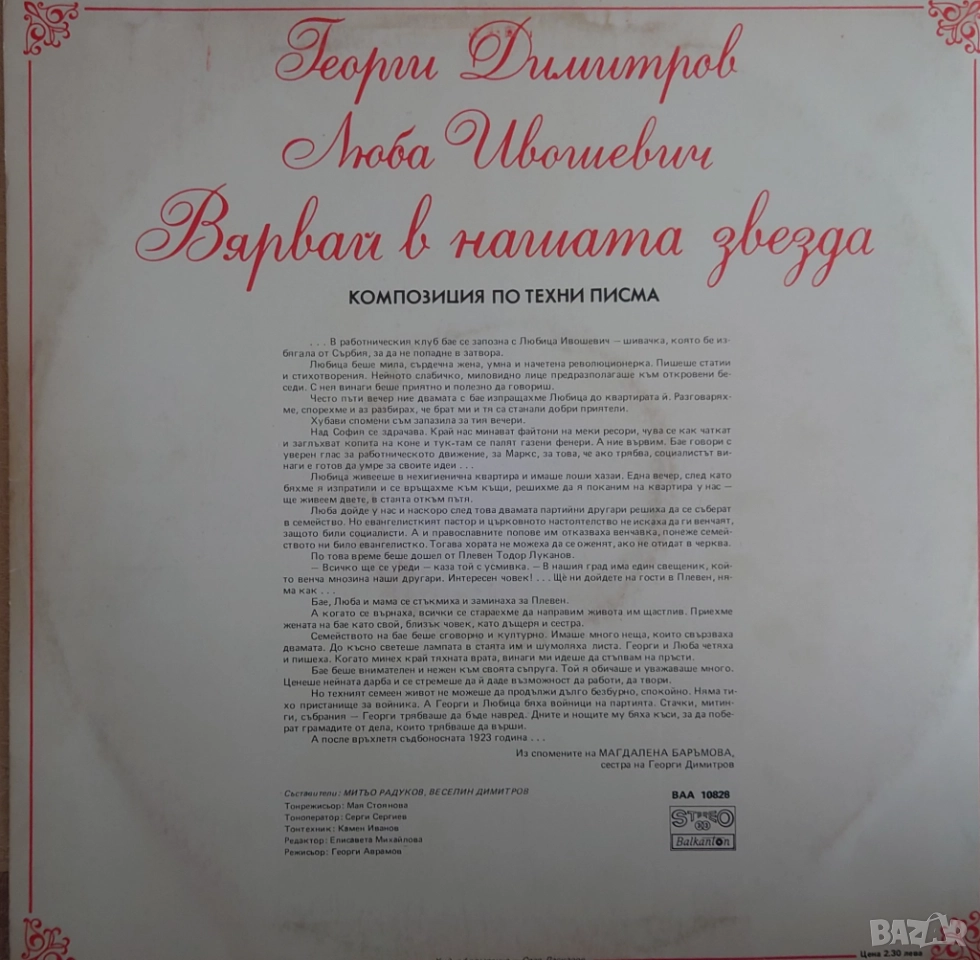 Георги Димитров
Люба Ивошевич
Вярвай в нашата звезда
КОМПОЗИЦИЯ ПО ТЕХНИ ПИСМА
. . . В работническия клуб бае се запозна с Любица Ивошевич — шивачка, която бе из-
бягала от Сърбия, за да не попадне в затвора.
Любица беше мила, сърдечна жена, умна и начетена революционерка. Пишеше статии
и стихотворения. Нейното слабичко, миловидно лице предразполагаше към откровени бе-
седи. С нея винаги беше приятно и полезно да говориш.
Често пъти вечер ние двамата с бае изпращахме Любица до квартирата ѝ. Разговарях-
ме, спорехме и аз разбирах, че брат ми и тя са станали добри приятели.
Хубави спомени съм запазила за тия вечери.
Над София се здрачава. Край нас минават файтони на меки ресори, чува се как чаткат
и заглъхват копита на коне и тук-там се палят газени фенери. А ние вървим. Бае говори с
уверен глас за работническото движение, за Маркс, за това, че ако трябва, социалистът ви-
наги е готов да умре за своите идеи . . .
Любица живееше в нехигиенична квартира и имаше лоши хазаи. Една вечер, след като
бяхме я изпратили и се връщахме към къщи, решихме да я поканим на квартира у нас —
ще живеем двете, в стаята откъм пътя.
Люба дойде у нас и наскоро след това двамата партийни другари решиха да се съберат
в семейство. Но евангелисткият пастор и църковното настоятелство не искаха да ги венчаят,
защото били социалисти. А и православните попове им отказваха венчавка, понеже семей-
ството ни било евангелистко. Тогава хората не можеха да се оженят, ако не отидат в черква.
По това време беше дошел от Плевен Тодор Луканов.
— Всичко ще се уреди — каза той с усмивка. — В нашия град има един свещеник, кой-
то венча мнозина наши другари. Интересен човек! . . . Ще ни дойдете на гости в Плевен, ня-
ма как . . .
Бае, Люба и мама се стъкмиха и заминаха за Плевен.
А когато се върнаха, всички се стараехме да направим живота им щастлив. Приехме
жената на бае като свой, близък човек, като дъщеря и сестра.
Семейството на бае беше сговорно и културно. Имаше много неща, които свързваха
двамата. До късно светеше лампата в стаята им и шумоляха листа. Георги и Люба четяха
и пишеха. Когато минех край тяхната врата, винаги ми идеше да стъпвам на пръсти.
Бае беше внимателен и нежен към своята съпруга. Той я обичаше и уважаваше много.
Ценеше нейната дарба и се стремеше да ѝ даде възможност да работи, да твори.
Но техният семеен живот не можеше да продължи дълго безбурно, спокойно. Няма ти-
хо пристанище за войника. А Георги и Любица бяха войници на партията. Стачки, митин-
ги, събрания — Георги трябваше да бъде навред. Дните и нощите му бяха къси, за да побе-
рат грамадите от дела, които трябваше да върши.
А после връхлетя съдбоносната 1923 година . . .
Из спомените на МАГДАЛЕНА БАРЪМОВА,
сестра на Георги Димитров
Съставители: МИТЬО РАДУКОВ, ВЕСЕЛИН ДИМИТРОВ
Тонрежисьор: Мая Стоянова
Тоноператор: Серги Сергиев
Тонтехник: Камен Иванов
Редактор: Елисавета Михайлова
Режисьор: Георги Аврамов
ВАА 10828
STEREO
33
Balkanton
BAZAR
Цена 2.30 лева